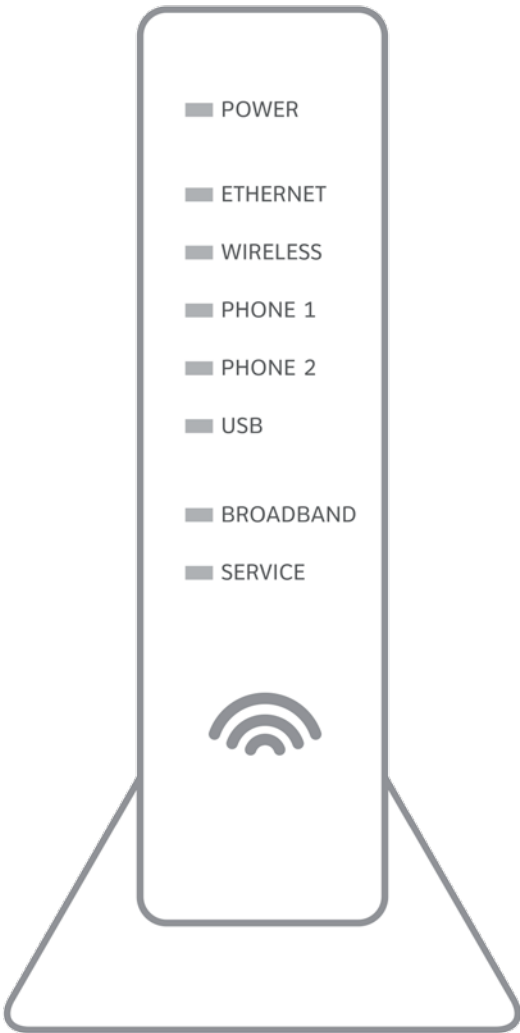 POWER
ETHERNET
WIRELESS
PHONE 1
PHONE 2
USB
BROADBAND
SERVICE